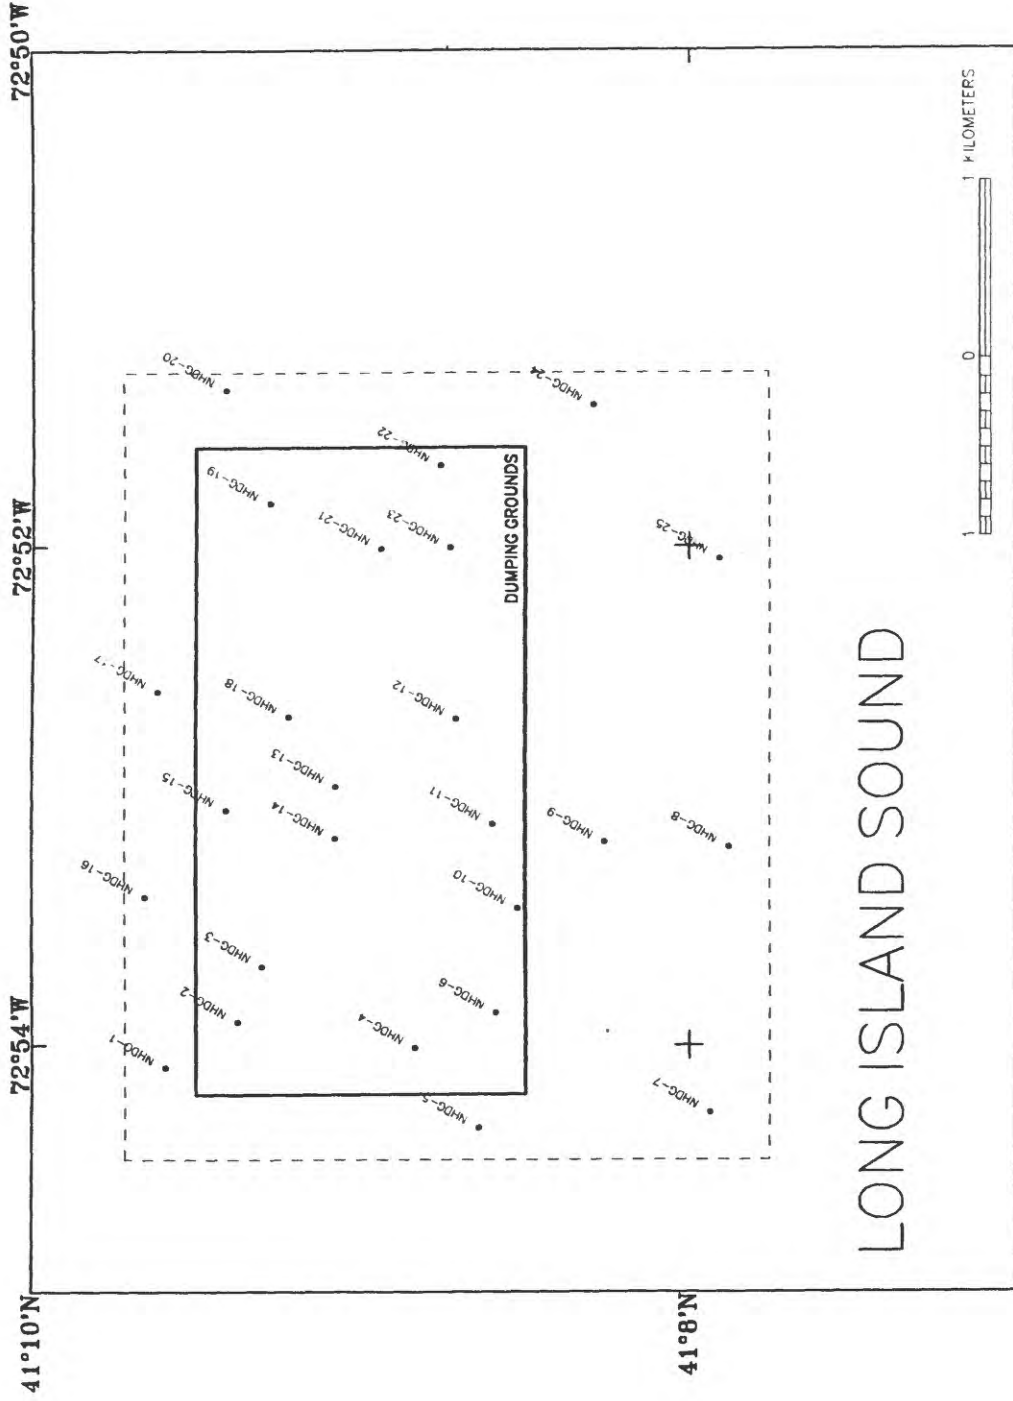 72°54'W 72°52'W 72°50'W
41°10'N
NHDG-16
NHDG-17
NHDG-1
NHDG-15
NHDG-20
NHDG-2
NHDG-3
NHDG-19
NHDG-18
NHDG-14
NHDG-13
NHDG-21
NHDG-4
NHDG-22
NHDG-23
NHDG-12
NHDG-5
NHDG-11
NHDG-6
DUMPING GROUNDS
NHDG-10
NHDG-24
NHDG-9
41°8'N
NHDG-7
NHDG-25
NHDG-8
LONG ISLAND SOUND
1 0 1 KILOMETERS